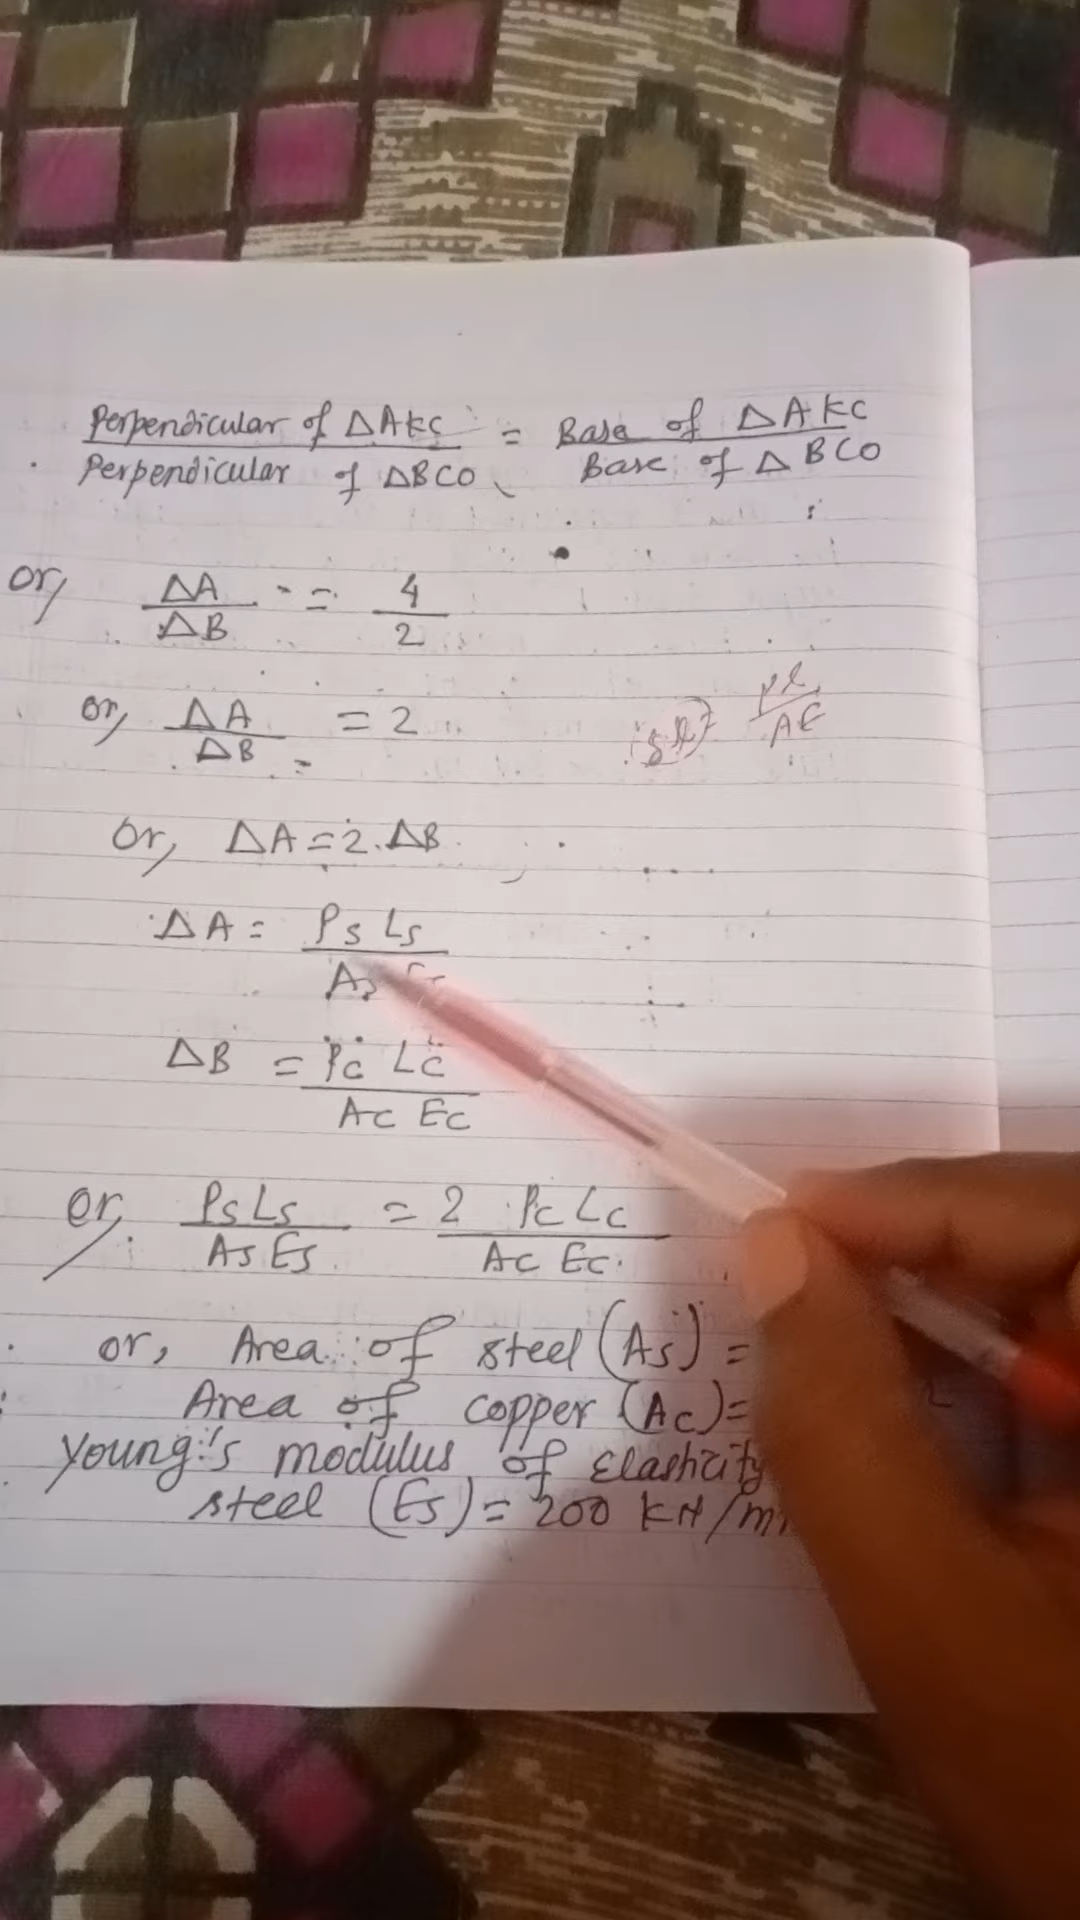 Perpendicular of ΔAKC = Base of ΔAKC
Perpendicular of ΔBCO Base of Δ BCO
or, ΔA = 4
ΔB 2
or, ΔA = 2
ΔB =
PL
AE
or, ΔA = 2.ΔB
ΔA = Ps Ls
As
ΔB = Pc Lc
Ac Ec
or, Ps Ls = 2 Pc Lc
As Es Ac Ec.
or, Area of steel (As) =
Area of copper (Ac) =
Young's modulus of Elasticity
steel (Es) = 200 KN/m